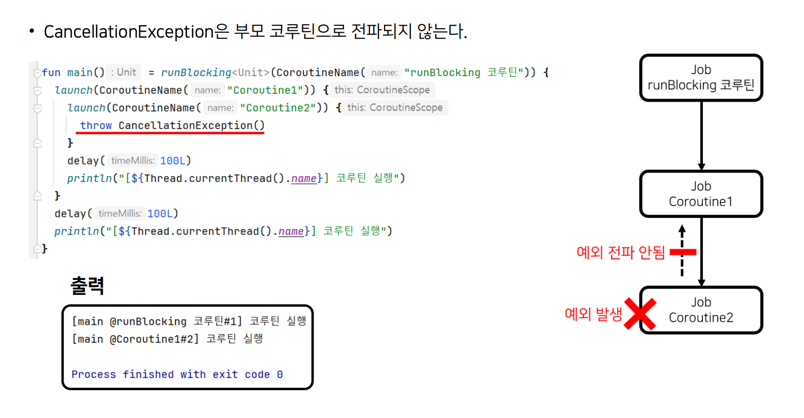 • CancellationException은 부모 코루틴으로 전파되지 않는다.
fun main() : Unit = runBlocking<Unit>(CoroutineName( name: "runBlocking 코루틴")) {
launch(CoroutineName( name: "Coroutine1")) { this: CoroutineScope
launch(CoroutineName( name: "Coroutine2")) { this: CoroutineScope
throw CancellationException()
}
delay( timeMillis: 100L)
println("[${Thread.currentThread().name}] 코루틴 실행")
}
delay( timeMillis: 100L)
println("[${Thread.currentThread().name}] 코루틴 실행")
}
출력
[main @runBlocking 코루틴#1] 코루틴 실행
[main @Coroutine1#2] 코루틴 실행
Process finished with exit code 0
Job
runBlocking 코루틴
Job
Coroutine1
예외 전파 안됨
예외 발생
Job
Coroutine2